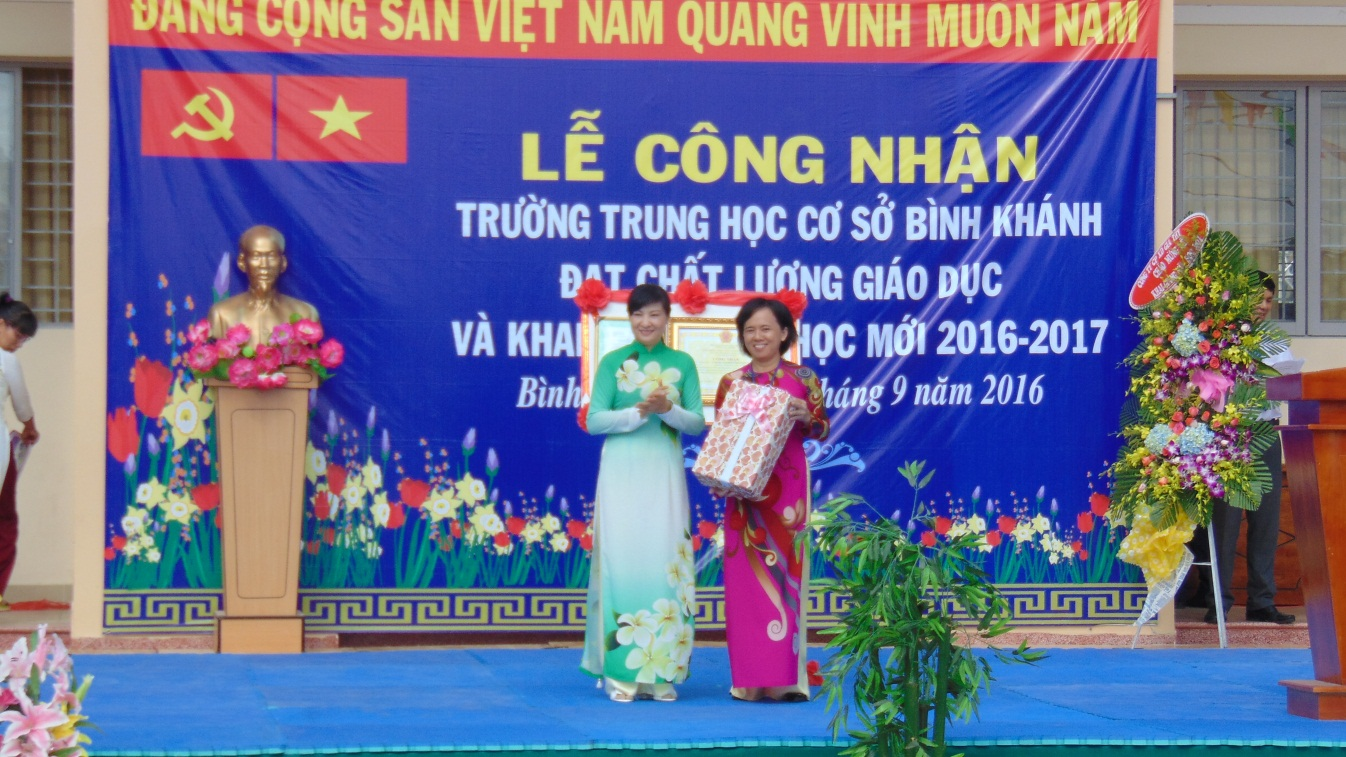 ĐẢNG CỘNG SẢN VIỆT NAM QUANG VINH MUÔN NĂM
LỄ CÔNG NHẬN
TRƯỜNG TRUNG HỌC CƠ SỞ BÌNH KHÁNH
ĐẠT CHẤT LƯỢNG GIÁO DỤC
VÀ KHAI HỌC MỚI 2016-2017
Bình tháng 9 năm 2016